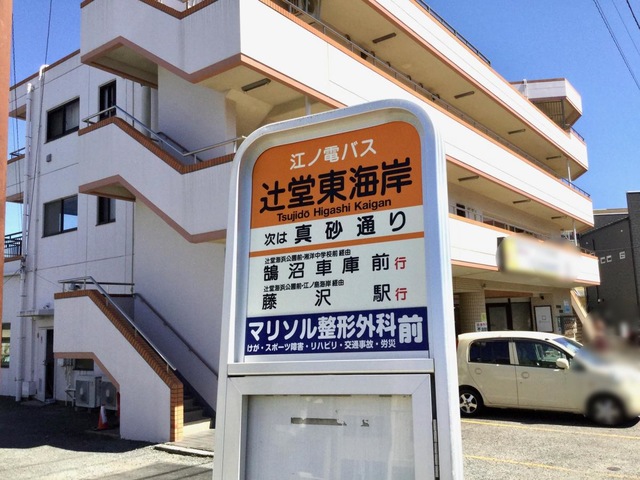 江ノ電バス
辻堂東海岸
Tsujidō Higashi Kaigan
次は 真砂通り
辻堂海浜公園前・湘洋中学校前 経由
鵠沼車庫前行
辻堂海浜公園前・江ノ島海岸 経由
藤沢駅行
マリソル整形外科前
けが・スポーツ障害・リハビリ・交通事故・労災